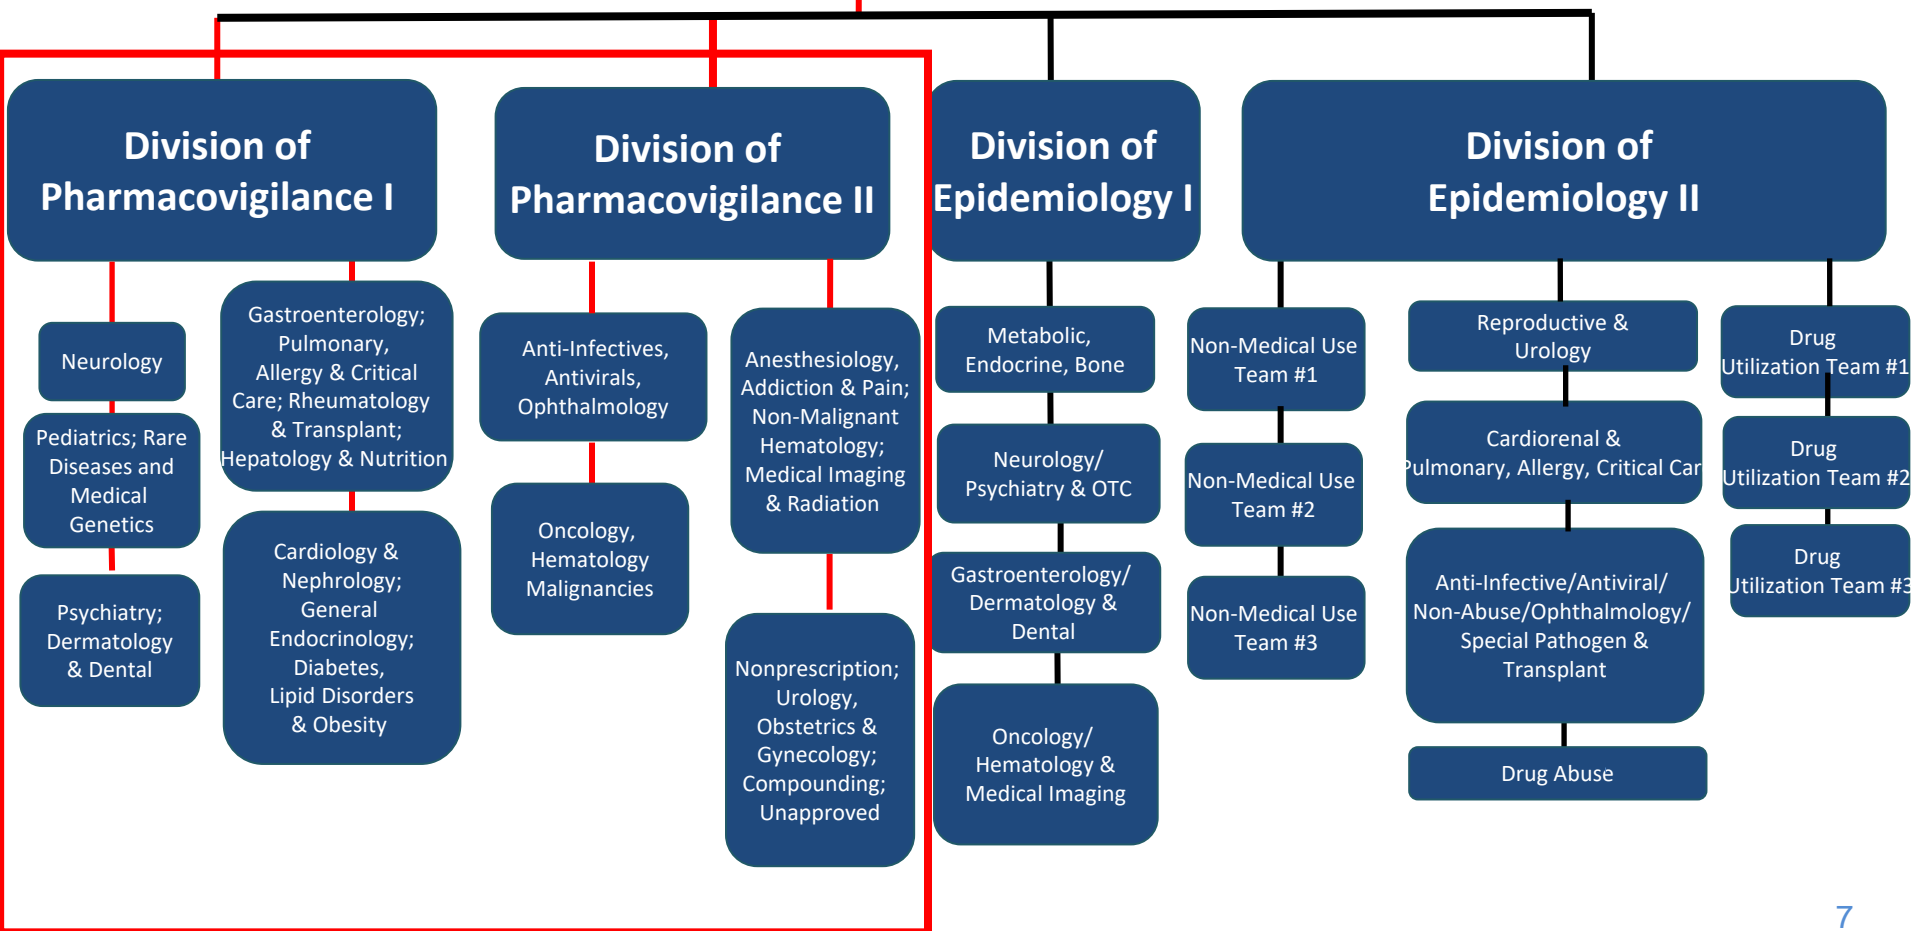 Division of
Pharmacovigilance I
Neurology
Pediatrics; Rare
Diseases and
Medical
Genetics
Psychiatry;
Dermatology
& Dental
Gastroenterology;
Pulmonary,
Allergy & Critical
Care; Rheumatology
& Transplant;
Hepatology & Nutrition
Cardiology &
Nephrology;
General
Endocrinology;
Diabetes,
Lipid Disorders
& Obesity
Division of
Pharmacovigilance II
Anti-Infectives,
Antivirals,
Ophthalmology
Oncology,
Hematology
Malignancies
Anesthesiology,
Addiction & Pain;
Non-Malignant
Hematology;
Medical Imaging
& Radiation
Nonprescription;
Urology,
Obstetrics &
Gynecology;
Compounding;
Unapproved
Division of
Epidemiology I
Metabolic,
Endocrine, Bone
Neurology/
Psychiatry & OTC
Gastroenterology/
Dermatology &
Dental
Oncology/
Hematology &
Medical Imaging
Division of
Epidemiology II
Non-Medical Use
Team #1
Non-Medical Use
Team #2
Non-Medical Use
Team #3
Reproductive &
Urology
Cardiorenal &
Pulmonary, Allergy, Critical Car
Anti-Infective/Antiviral/
Non-Abuse/Ophthalmology/
Special Pathogen &
Transplant
Drug Abuse
Drug
Utilization Team #1
Drug
Utilization Team #2
Drug
Utilization Team #3
7